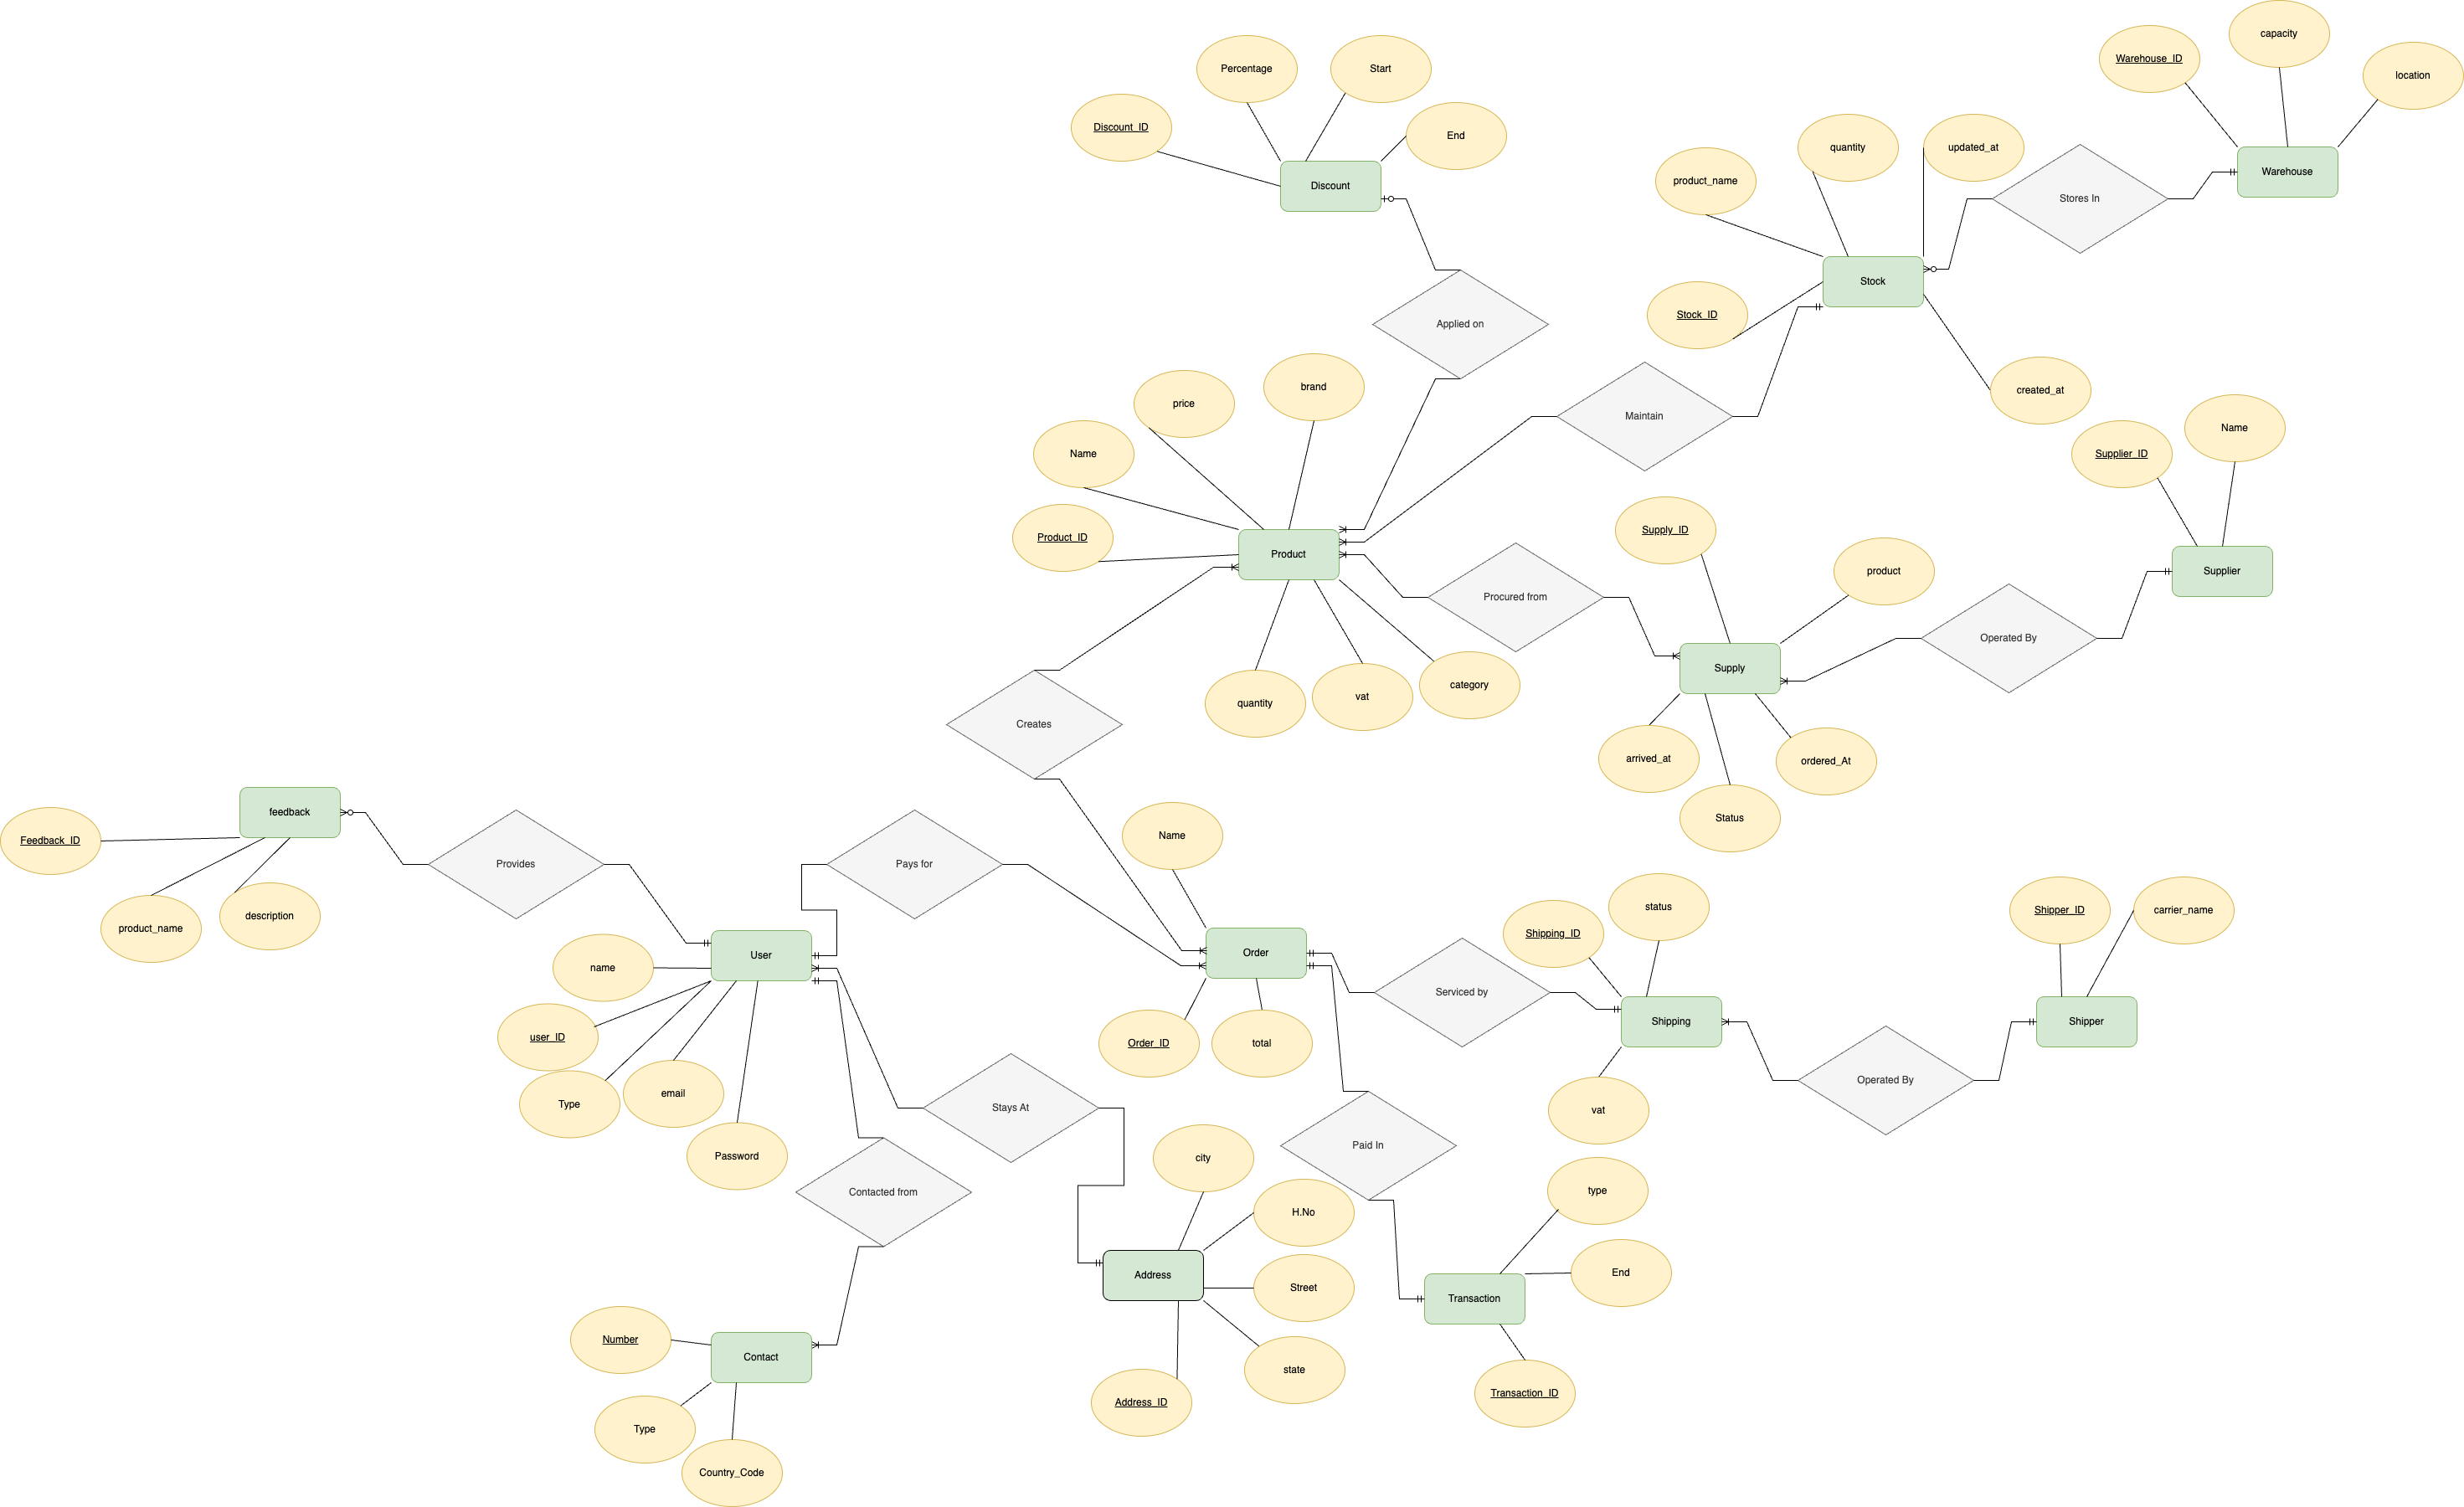 capacity
Warehouse_ID
location
Percentage
Start
Discount_ID
End
quantity
updated_at
product_name
Warehouse
Discount
Stores In
Stock
Stock_ID
Applied on
brand
price
created_at
Maintain
Name
Supplier_ID
Name
Supply_ID
Product_ID
Product
product
Supplier
Procured from
Operated By
Supply
category
quantity
vat
Creates
arrived_at
ordered_At
Status
feedback
Feedback_ID
Name
Provides
Pays for
product_name
description
status
Shipping_ID
Shipper_ID
carrier_name
User
Order
name
Serviced by
Shipping
Shipper
user_ID
Order_ID
total
Type
email
Stays At
Operated By
vat
Paid In
Password
city
Contacted from
type
H.No
Address
Street
End
Transaction
Number
Contact
state
Address_ID
Transaction_ID
Type
Country_Code